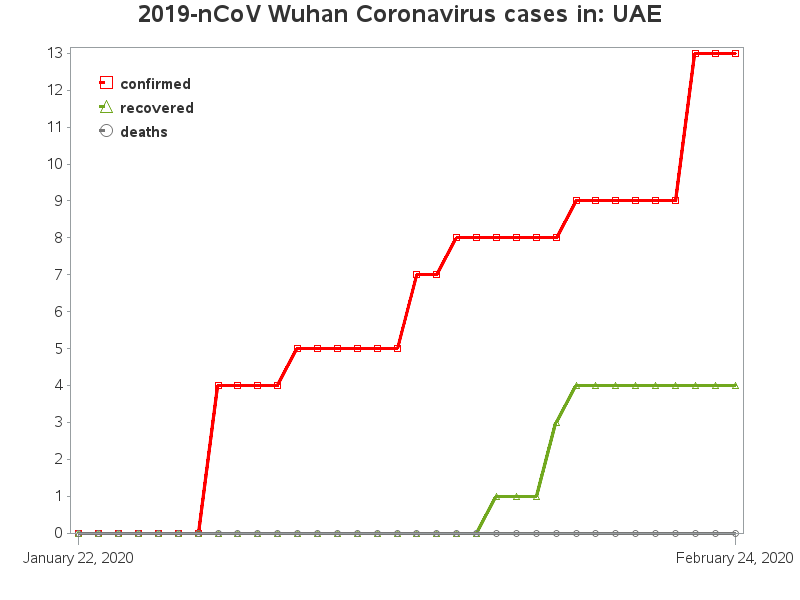 2019-nCoV Wuhan Coronavirus cases in: UAE
13
12
11
10
9
8
7
6
5
4
3
2
1
0
confirmed
recovered
deaths
January 22, 2020
February 24, 2020